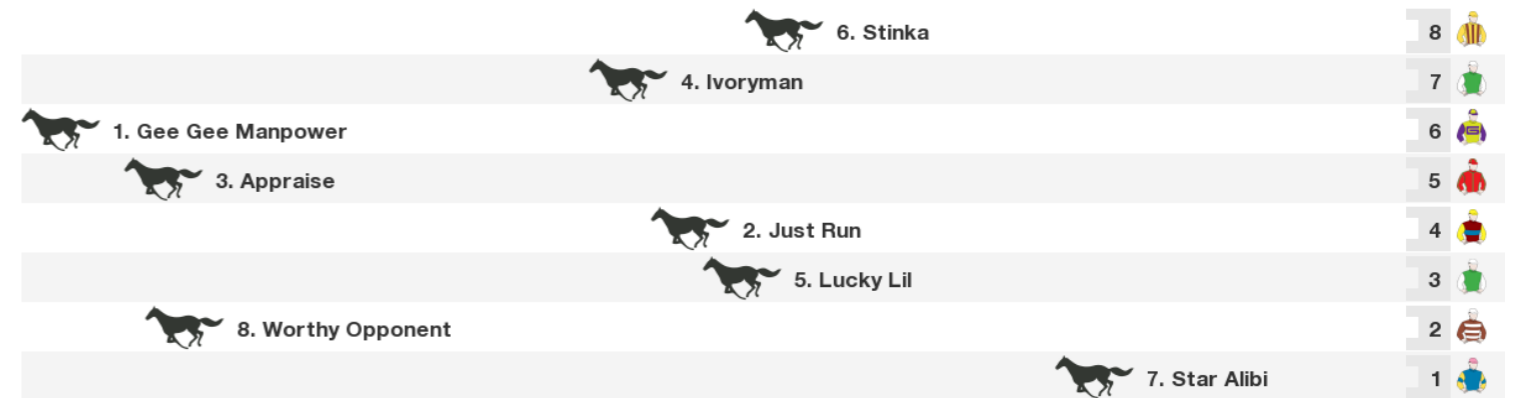 6. Stinka 8
4. Ivoryman 7
1. Gee Gee Manpower 6
3. Appraise 5
2. Just Run 4
5. Lucky Lil 3
8. Worthy Opponent 2
7. Star Alibi 1